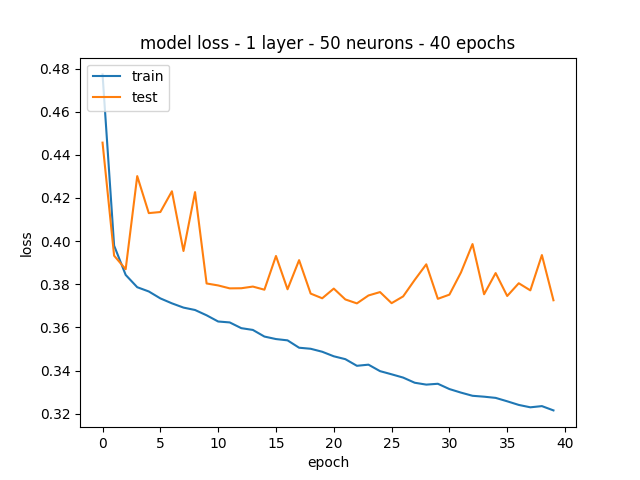 model loss - 1 layer - 50 neurons - 40 epochs
train
test
loss
0.48
0.46
0.44
0.42
0.40
0.38
0.36
0.34
0.32
0 5 10 15 20 25 30 35 40
epoch